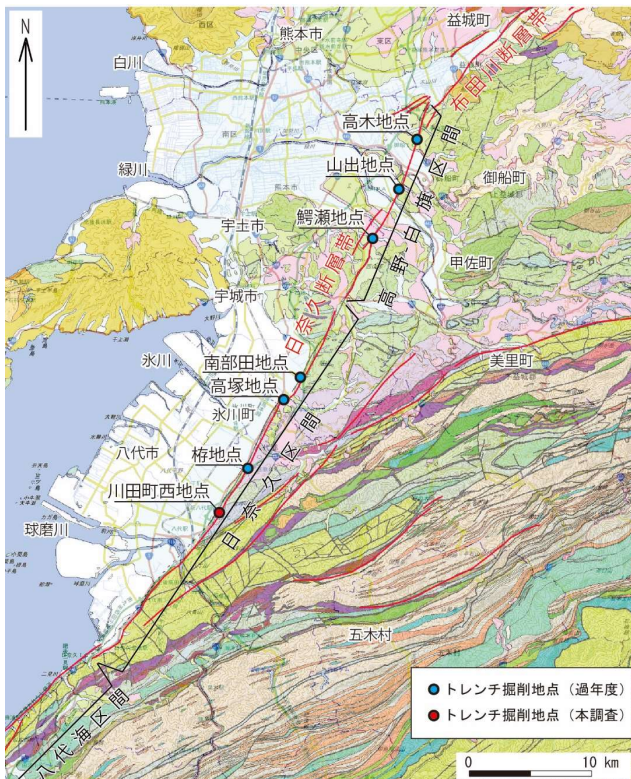 N
益城町
熊本市
白川
布田川断層帯
高木地点
緑川
山出地点
御船町
高野白旗区間
宇土市
鰐瀬地点
甲佐町
日奈久断層帯
宇城市
氷川
南部田地点
美里町
高塚地点
氷川町
八代市
栫地点
日奈久区間
川田町西地点
球磨川
五木村
八代海区間
トレンチ掘削地点（過年度）
トレンチ掘削地点（本調査）
0 10 km